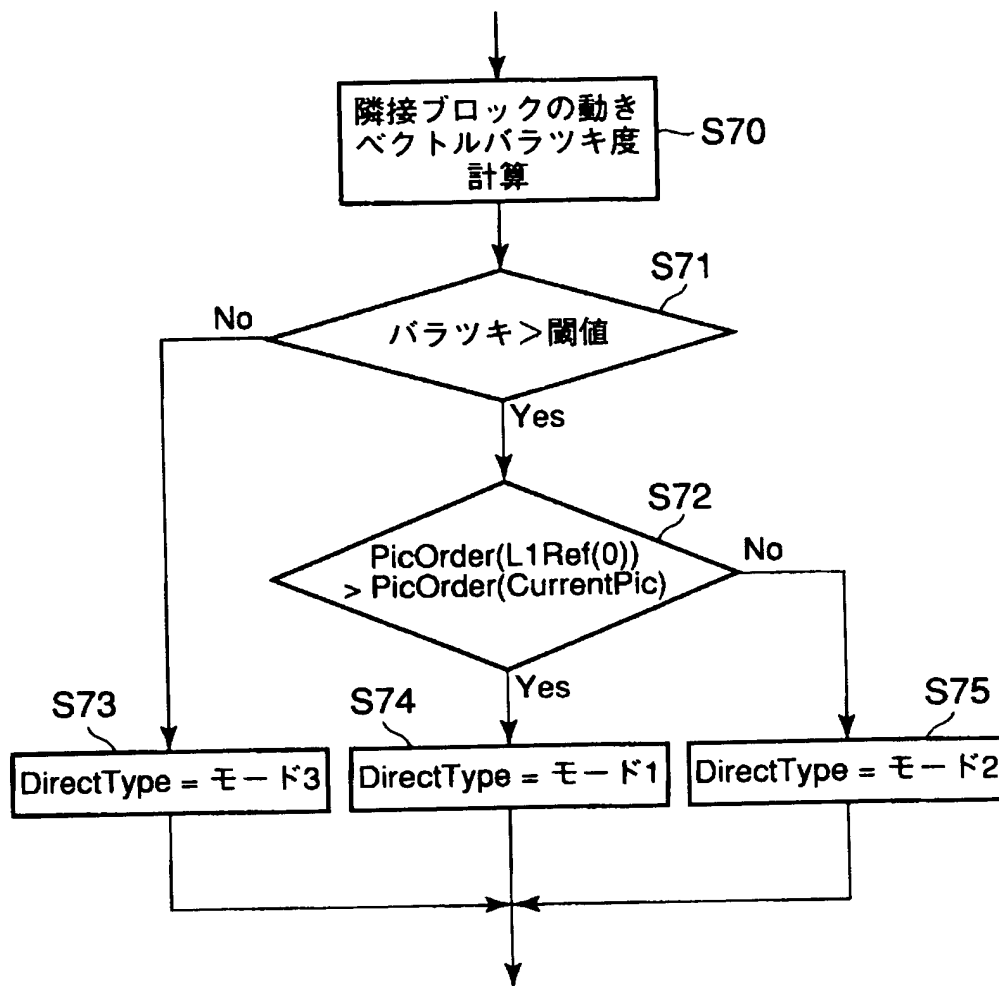 隣接ブロックの動き
ベクトルバラツキ度
計算
S70
S71
バラツキ＞閾値
No
Yes
S72
PicOrder(L1Ref(0))
> PicOrder(CurrentPic)
No
Yes
S73
DirectType = モード3
S74
DirectType = モード1
S75
DirectType = モード2